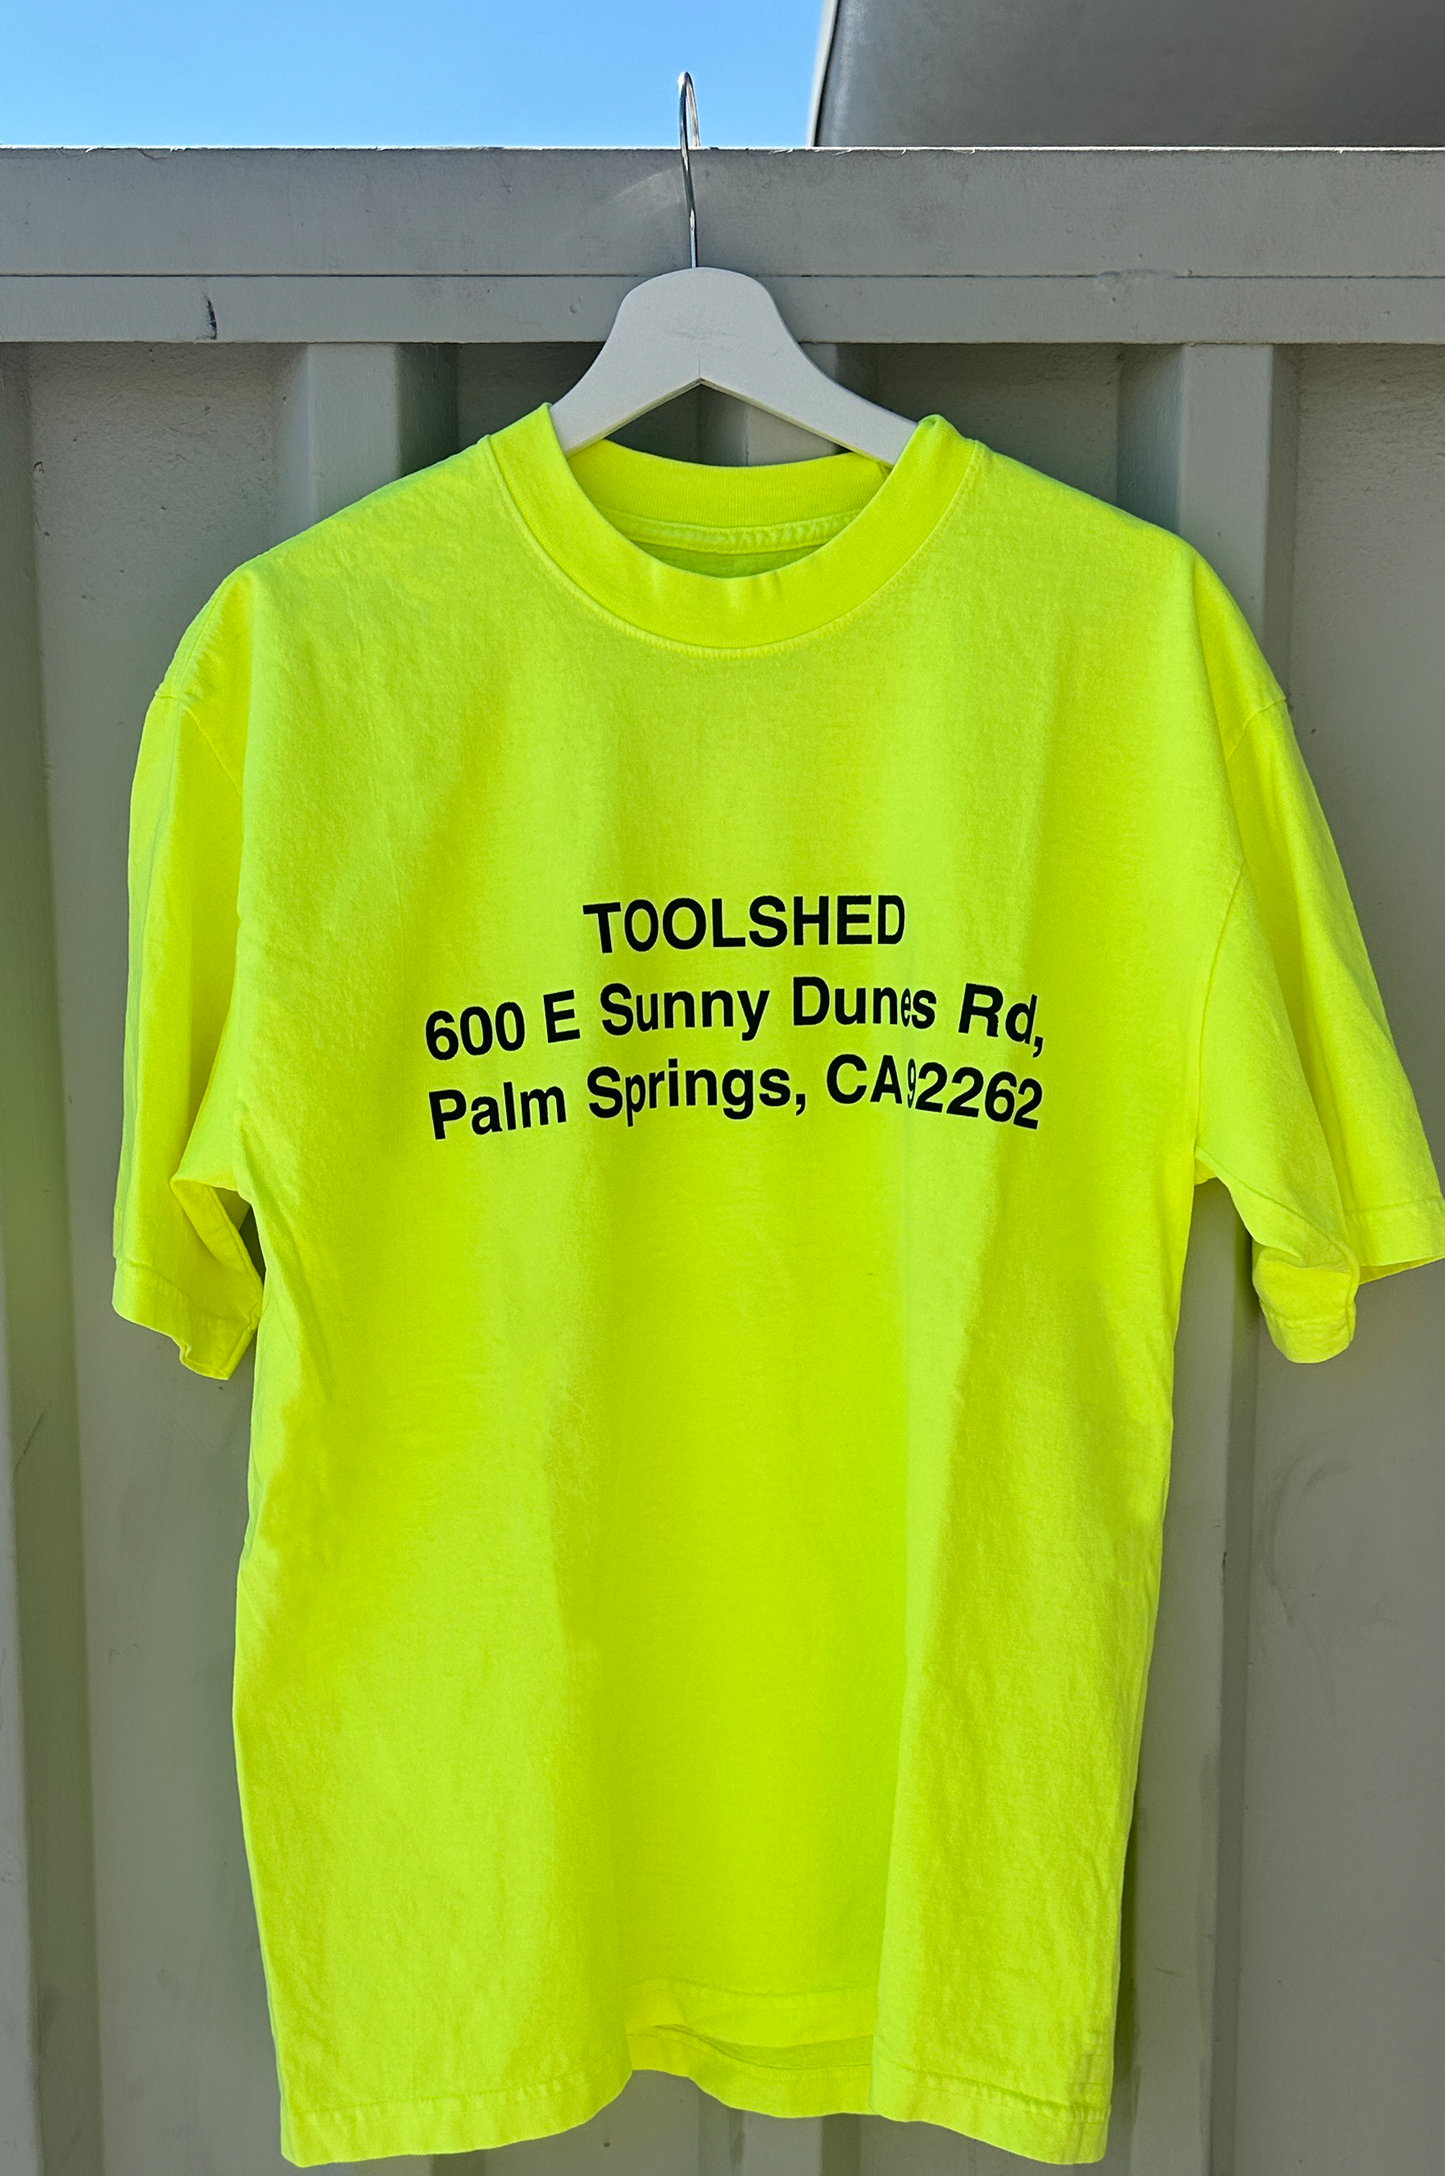 TOOLSHED
600 E Sunny Dunes Rd,
Palm Springs, CA 92262